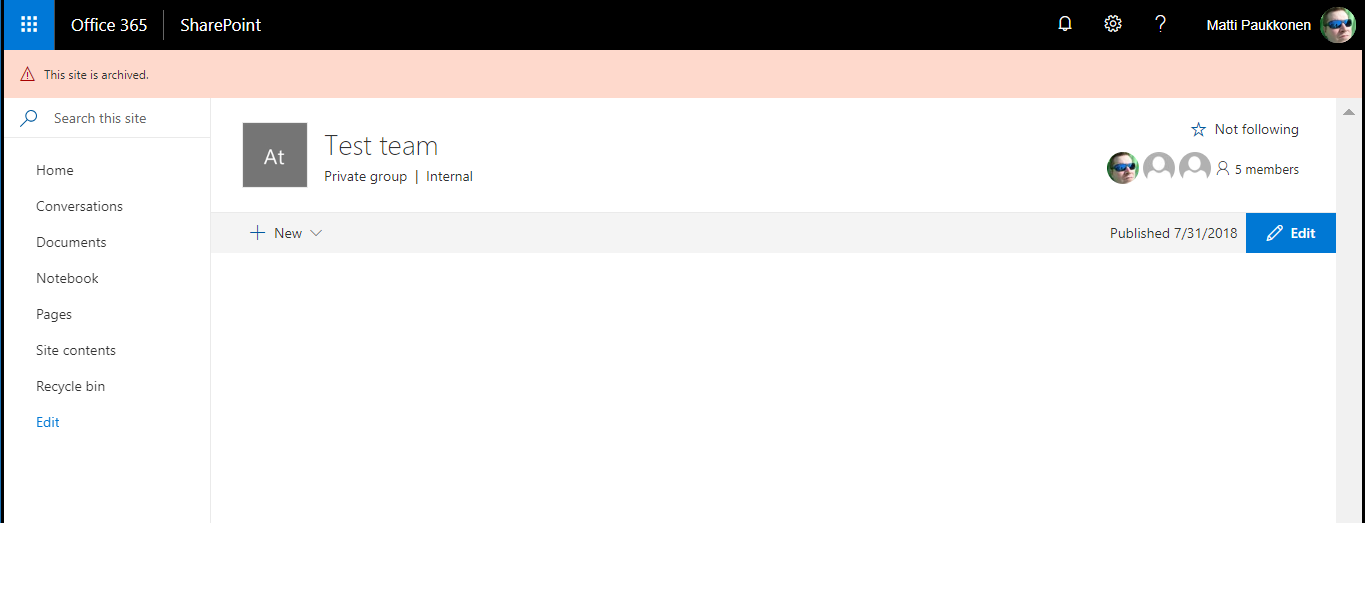 Office 365 SharePoint ? Matti Paukkonen
This site is archived.
Search this site
Home
Conversations
Documents
Notebook
Pages
Site contents
Recycle bin
Edit
At
Test team
Private group | Internal
Not following
5 members
+ New
Published 7/31/2018
Edit